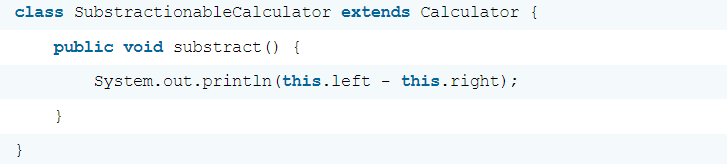 class SubstractionableCalculator extends Calculator {
    public void substract() {
        System.out.println(this.left - this.right);
    }
}